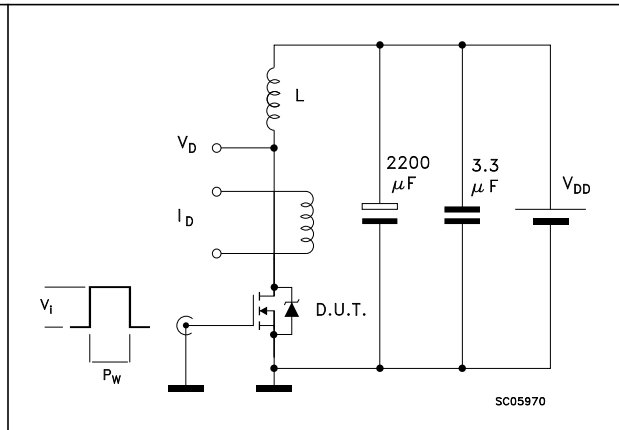 L
V_D
2200
μF
3.3
μF
V_DD
I_D
V_i
D.U.T.
P_W
SC05970